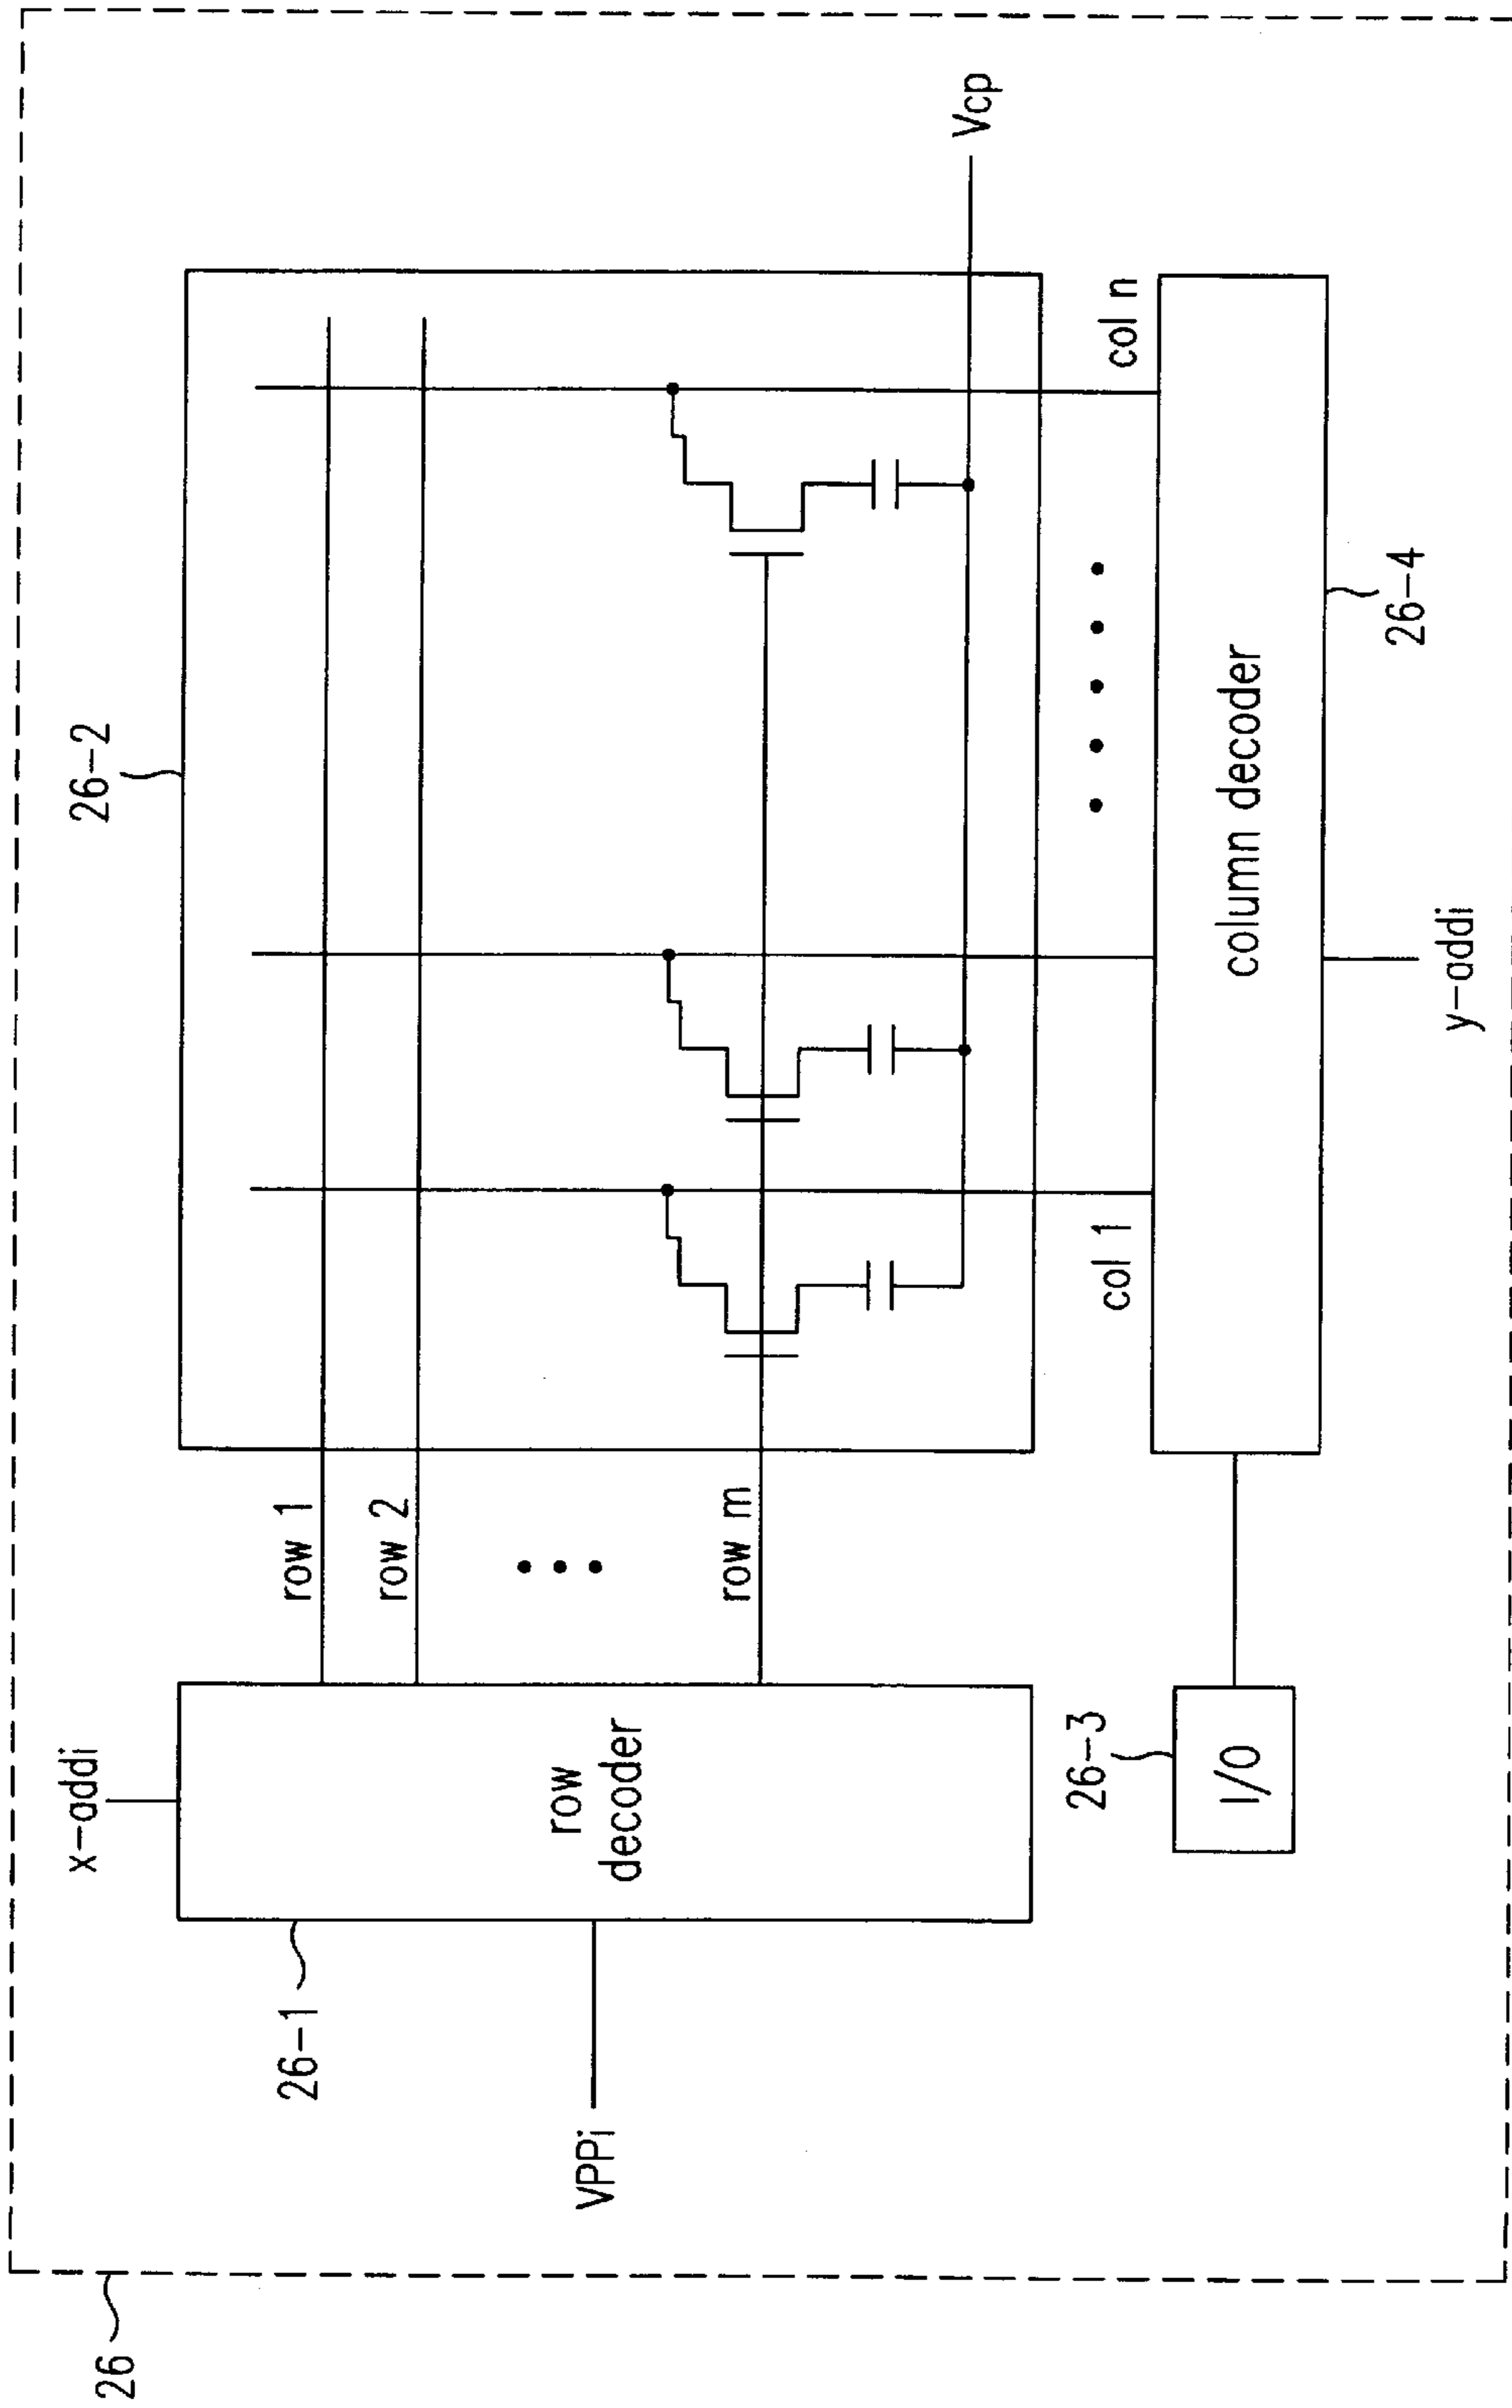 26
26-2
x-addi
26-1
VPPi
row
decoder
row 1
row 2
row m
Vcp
col 1
col n
26-3
I/O
column decoder
26-4
y-addi